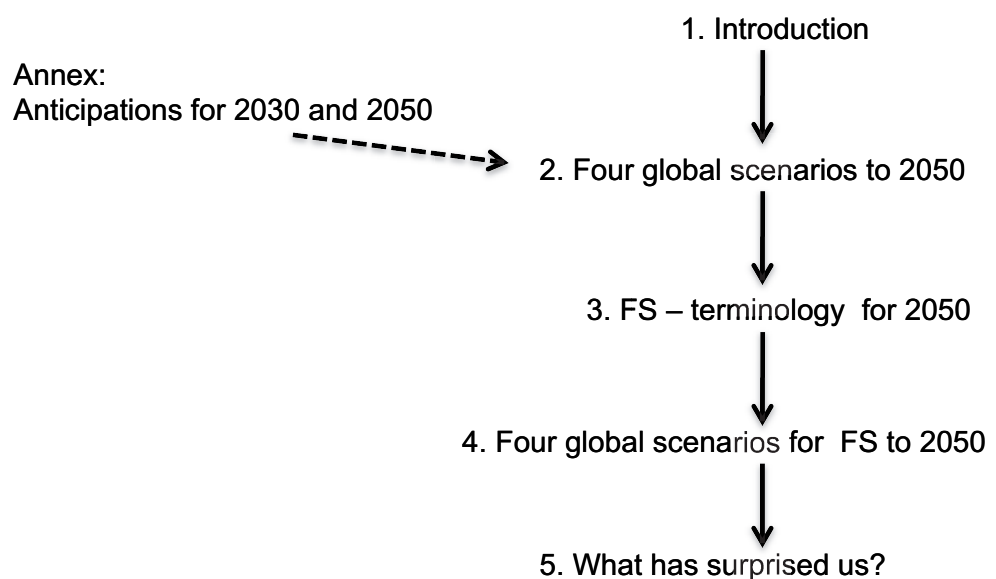 1. Introduction
Annex:
Anticipations for 2030 and 2050
2. Four global scenarios to 2050
3. FS – terminology for 2050
4. Four global scenarios for FS to 2050
5. What has surprised us?